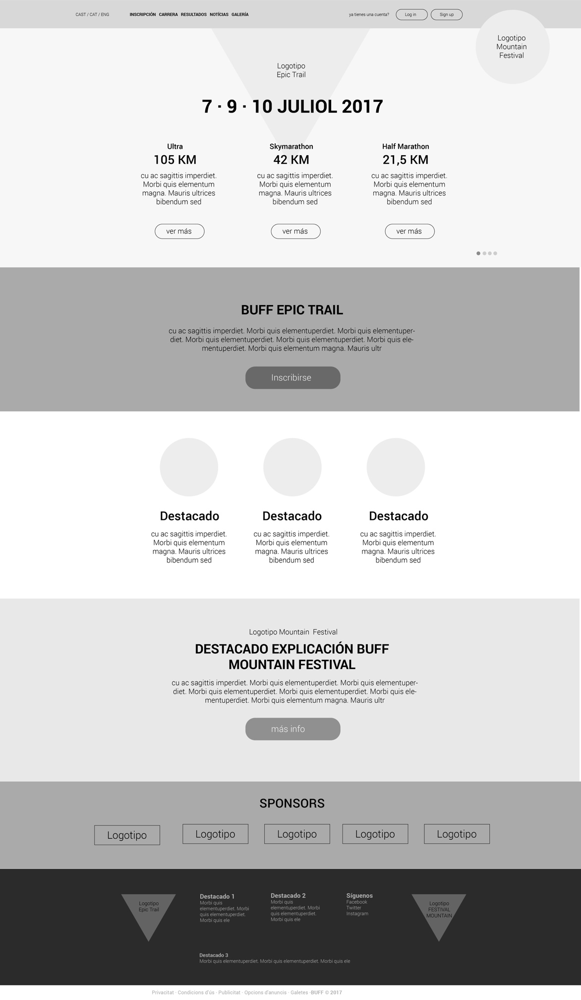 CAST / CAT / ENG
INSCRIPCIÓN CARRERA RESULTADOS NOTÍCIAS GALERÍA
ya tienes una cuenta?
Log in
Sign up
Logotipo
Mountain
Festival
Logotipo
Epic Trail
7 · 9 · 10 JULIOL 2017
Ultra
105 KM
cu ac sagittis imperdiet.
Morbi quis elementum
magna. Mauris ultrices
bibendum sed
ver más
Skymarathon
42 KM
cu ac sagittis imperdiet.
Morbi quis elementum
magna. Mauris ultrices
bibendum sed
ver más
Half Marathon
21,5 KM
cu ac sagittis imperdiet.
Morbi quis elementum
magna. Mauris ultrices
bibendum sed
ver más
BUFF EPIC TRAIL
cu ac sagittis imperdiet. Morbi quis elementuperdiet. Morbi quis elementuper-
diet. Morbi quis elementuperdiet. Morbi quis elementuperdiet. Morbi quis ele-
mentuperdiet. Morbi quis elementum magna. Mauris ultr
Inscribirse
Destacado
cu ac sagittis imperdiet.
Morbi quis elementum
magna. Mauris ultrices
bibendum sed
Destacado
cu ac sagittis imperdiet.
Morbi quis elementum
magna. Mauris ultrices
bibendum sed
Destacado
cu ac sagittis imperdiet.
Morbi quis elementum
magna. Mauris ultrices
bibendum sed
Logotipo Mountain Festival
DESTACADO EXPLICACIÓN BUFF
MOUNTAIN FESTIVAL
cu ac sagittis imperdiet. Morbi quis elementuperdiet. Morbi quis elementuper-
diet. Morbi quis elementuperdiet. Morbi quis elementuperdiet. Morbi quis ele-
mentuperdiet. Morbi quis elementum magna. Mauris ultr
más info
SPONSORS
Logotipo
Logotipo
Logotipo
Logotipo
Logotipo
Logotipo
Epic Trail
Destacado 1
Morbi quis
elementuperdiet. Morbi
quis elementuperdiet.
Morbi quis ele
Destacado 2
Morbi quis
elementuperdiet. Morbi
quis elementuperdiet.
Morbi quis ele
Síguenos
Facebook
Twitter
Instagram
Logotipo
FESTIVAL
MOUNTAIN
Destacado 3
Morbi quis elementuperdiet. Morbi quis elementuperdiet. Morbi quis ele
Privacitat · Condicions d'ús · Publicitat · Opcions d'anuncis · Galetes ·BUFF © 2017